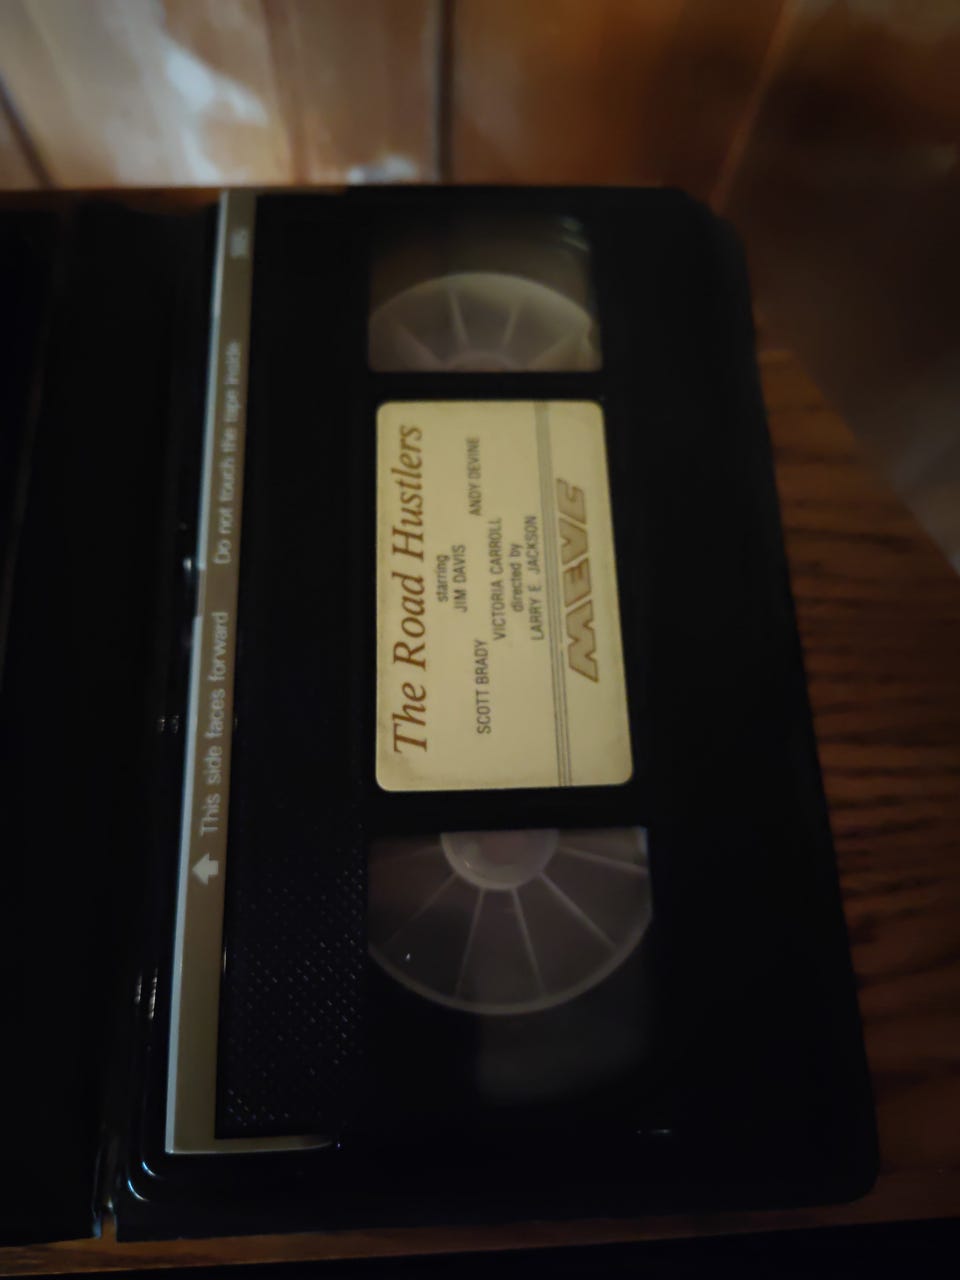 This side faces forward Do not touch the tape inside
The Road Hustlers
starring
JIM DAVIS
SCOTT BRADY ANDY DEVINE
VICTORIA CARROLL
directed by
LARRY E. JACKSON
MEVC